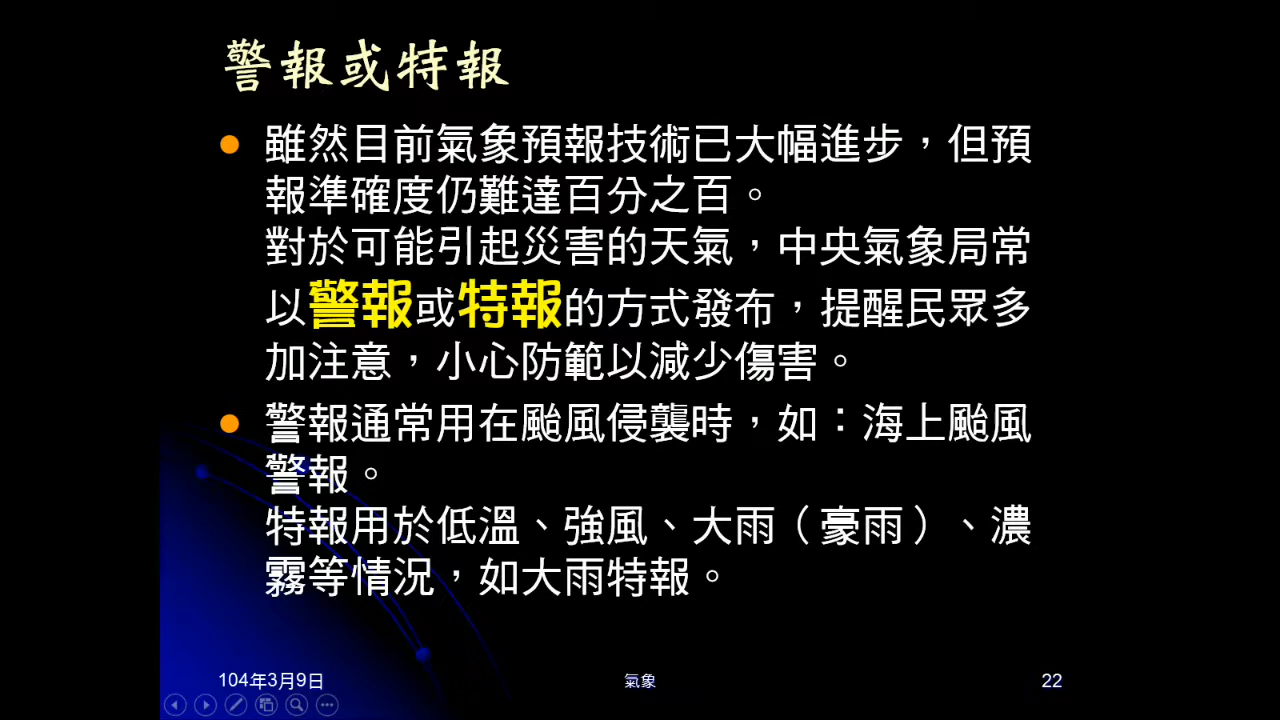 警報或特報
雖然目前氣象預報技術已大幅進步，但預
報準確度仍難達百分之百。
對於可能引起災害的天氣，中央氣象局常
以警報或特報的方式發布，提醒民眾多
加注意，小心防範以減少傷害。
警報通常用在颱風侵襲時，如：海上颱風
警報。
特報用於低溫、強風、大雨（豪雨）、濃
霧等情況，如大雨特報。
104年3月9日
氣象
22